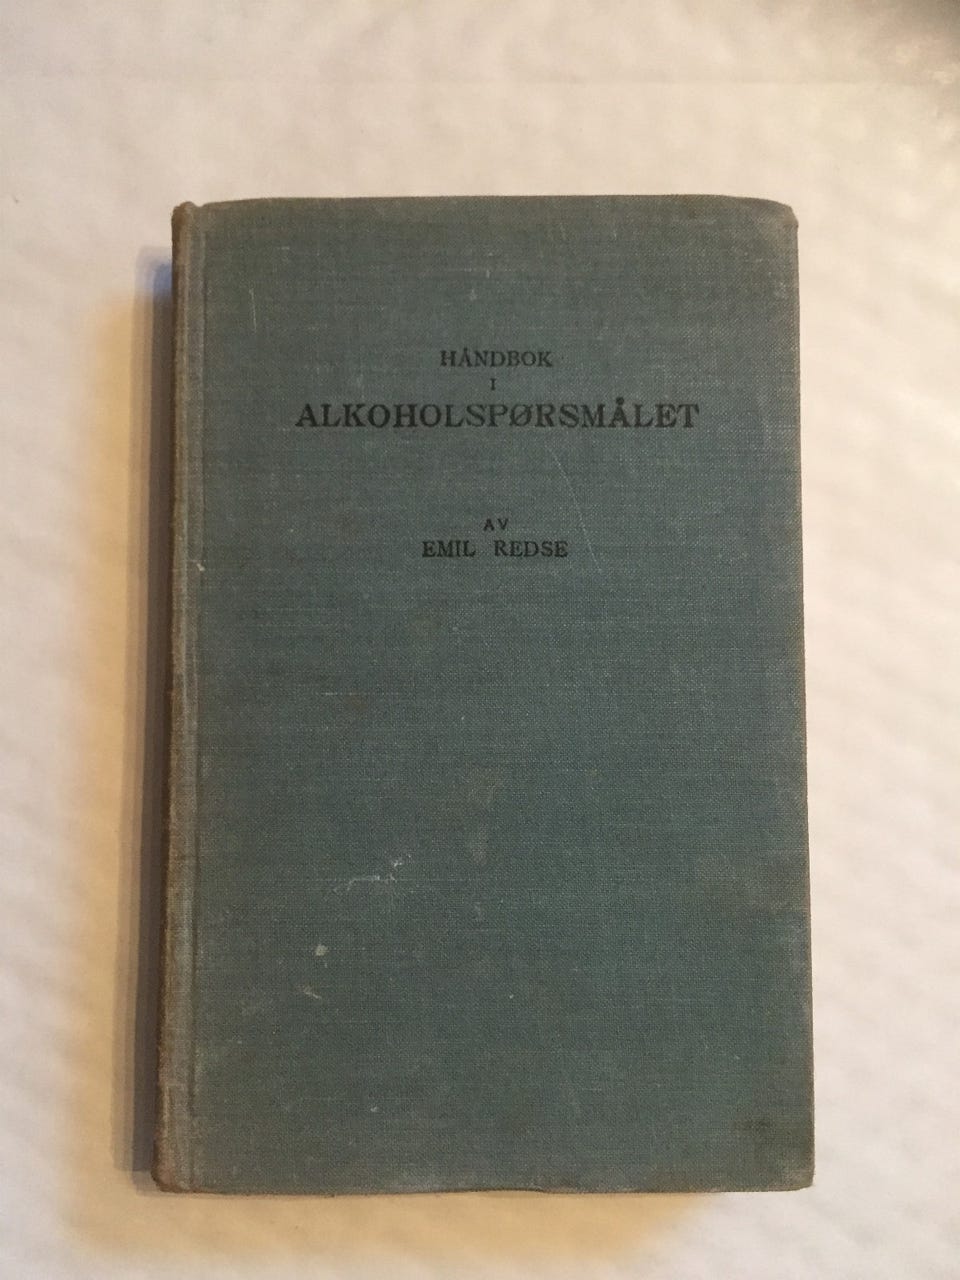 HÅNDBOK
I
ALKOHOLSPØRSMÅLET
AV
EMIL REDSE